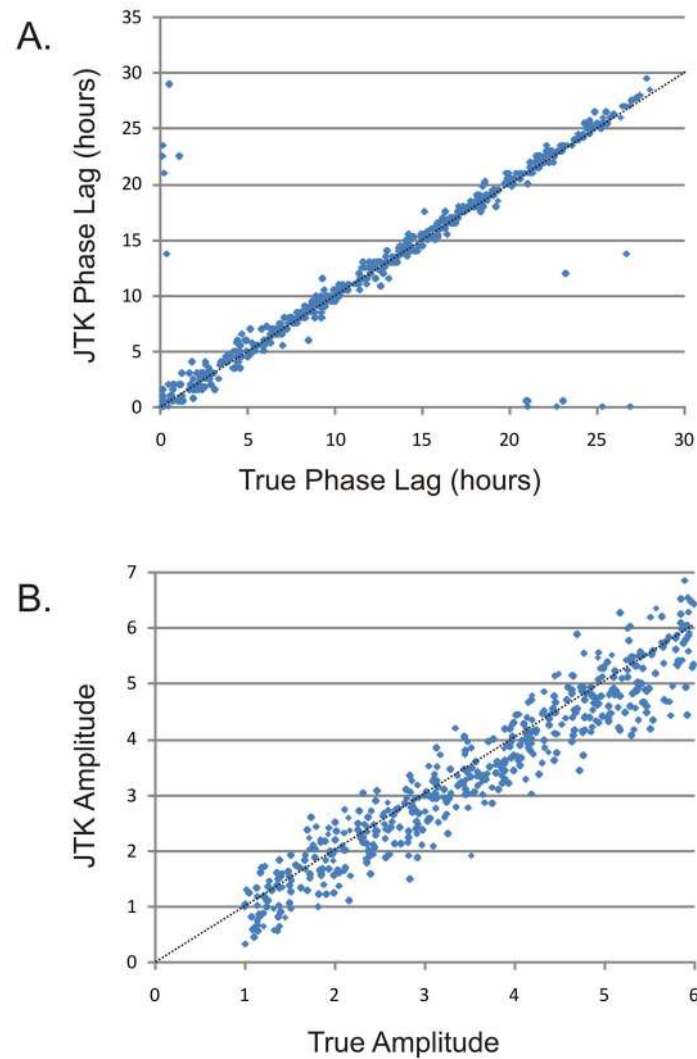 A.
JTK Phase Lag (hours)
35
30
25
20
15
10
5
0
0 5 10 15 20 25 30
True Phase Lag (hours)
B.
JTK Amplitude
7
6
5
4
3
2
1
0
0 1 2 3 4 5 6
True Amplitude